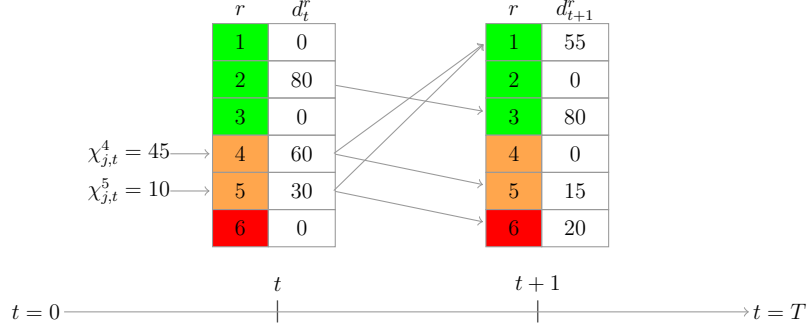 r d_t^r r d_{t+1}^r
1 0 1 55
2 80 2 0
3 0 3 80
χ_{j,t}^4 = 45 4 60 4 0
χ_{j,t}^5 = 10 5 30 5 15
6 0 6 20
t t + 1
t = 0 t = T